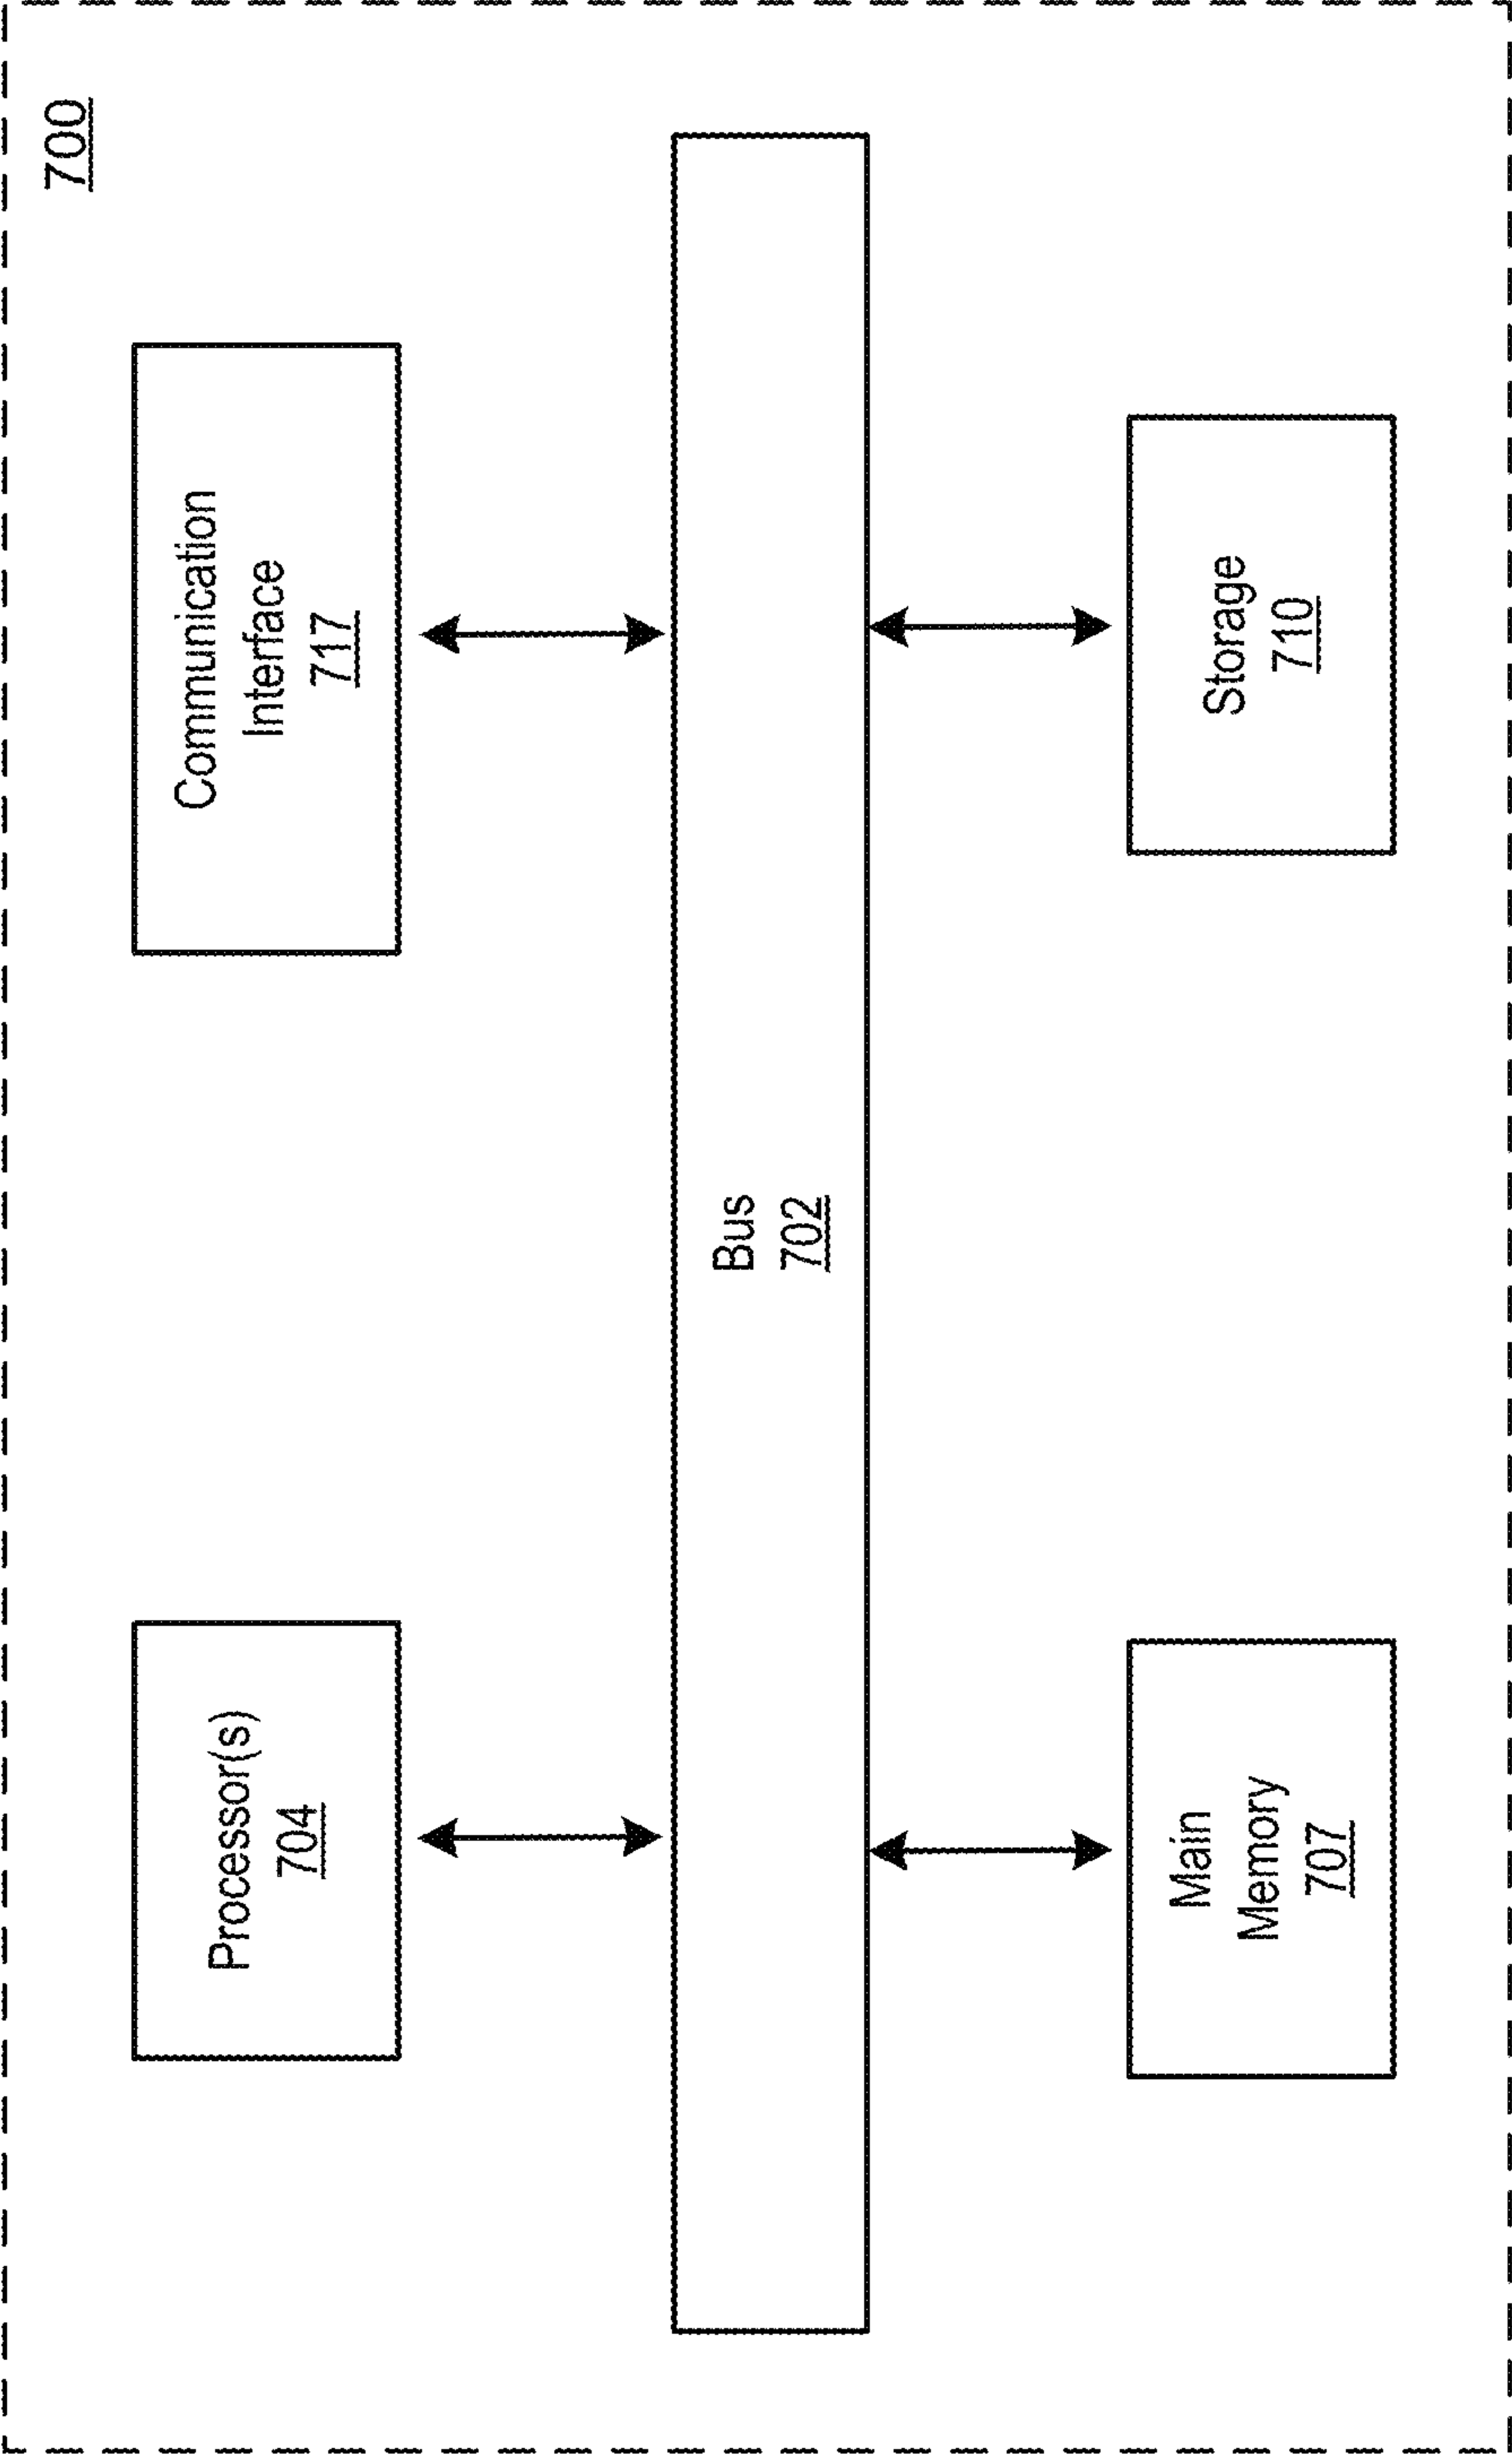 700
Processor(s)
704
Communication
Interface
717
Bus
702
Main
Memory
707
Storage
710